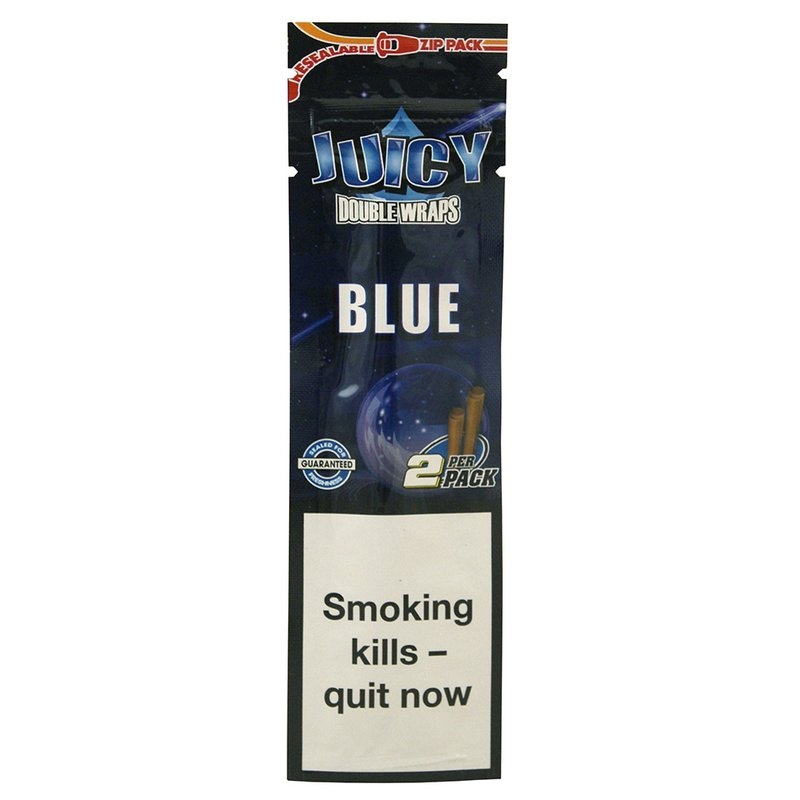 RESEALABLE ZIP PACK
JUICY
DOUBLE WRAPS
BLUE
SEALED FOR
GUARANTEED
FRESHNESS
2 PER
PACK
Smoking
kills –
quit now